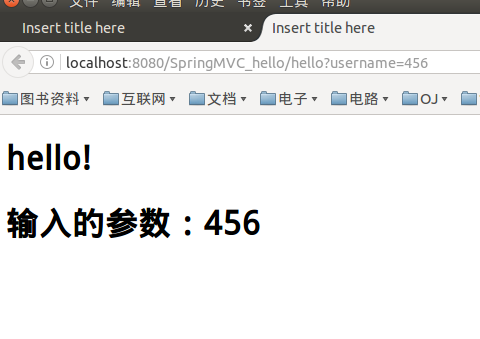 文件 编辑 查看 历史 书签 工具 帮助
Insert title here × Insert title here
localhost:8080/SpringMVC_hello/hello?username=456
图书资料 互联网 文档 电子 电路 OJ
hello!
输入的参数：456